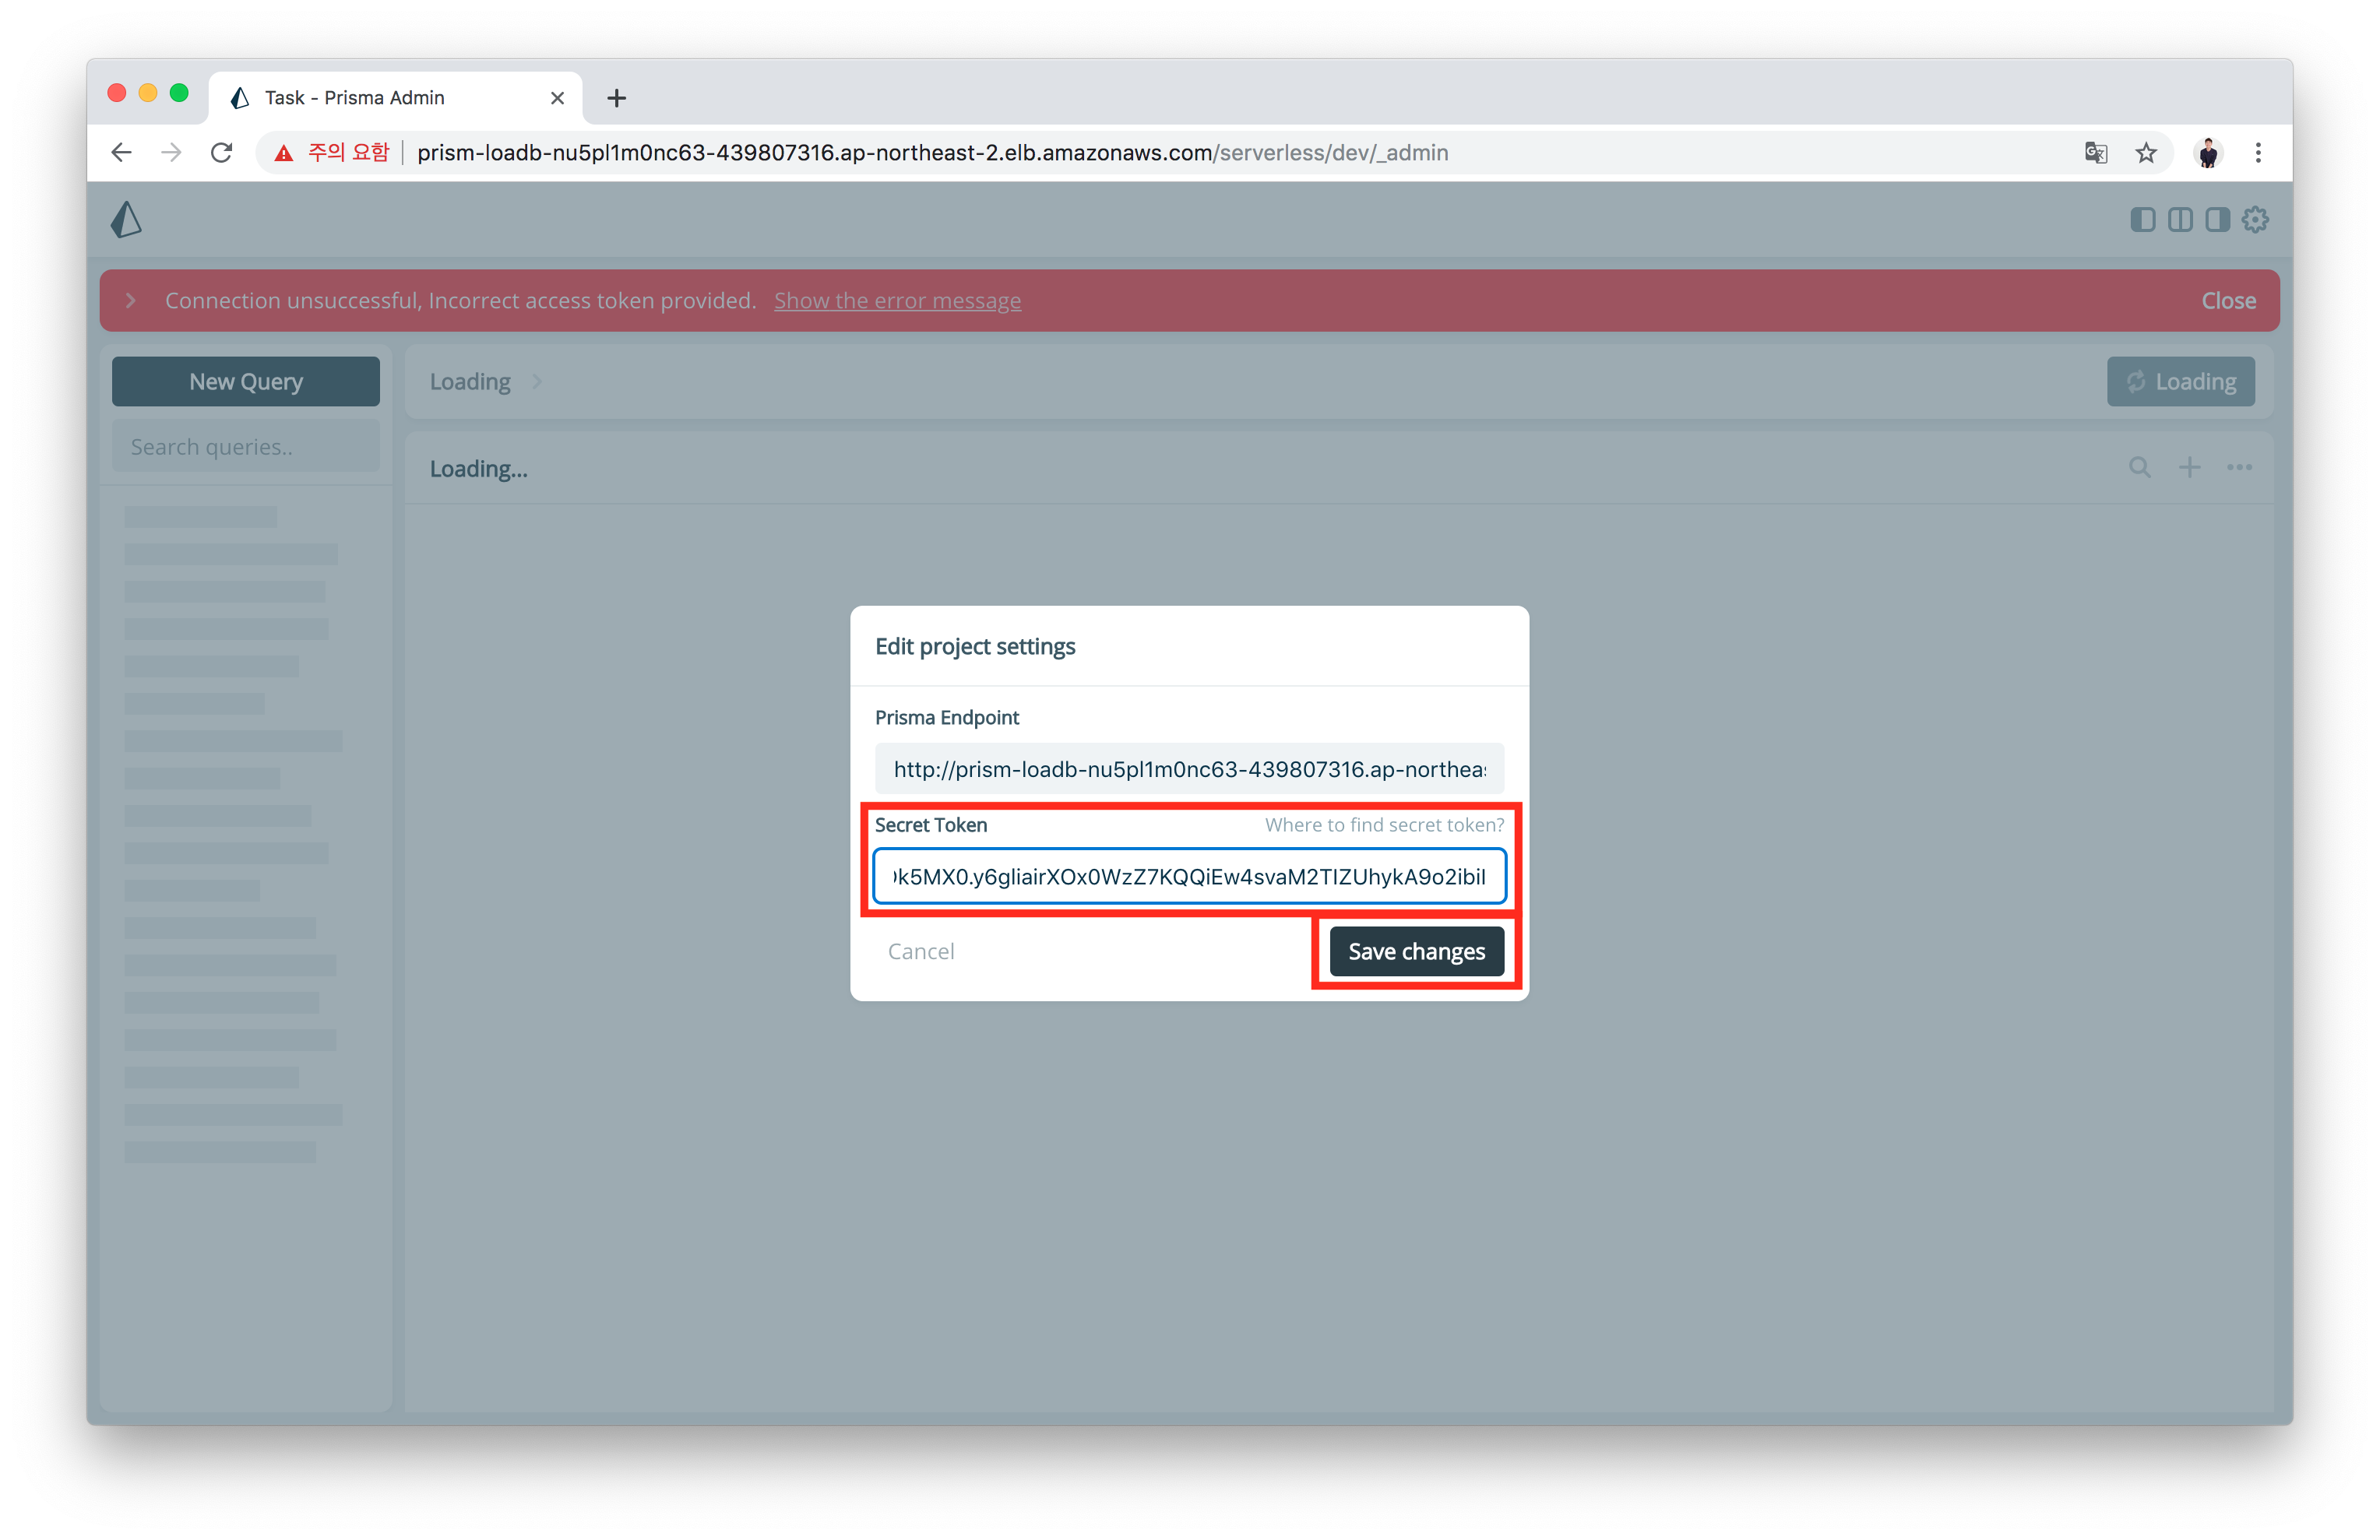 Task - Prisma Admin
주의 요함 prism-loadb-nu5pl1m0nc63-439807316.ap-northeast-2.elb.amazonaws.com/serverless/dev/_admin
Connection unsuccessful, Incorrect access token provided. Show the error message Close
New Query Loading Loading
Search queries..
Loading...
Edit project settings
Prisma Endpoint
http://prism-loadb-nu5pl1m0nc63-439807316.ap-northeas
Secret Token Where to find secret token?
k5MX0.y6gliairXOx0WzZ7KQQiEw4svaM2TIZUhykA9o2ibiI
Cancel Save changes